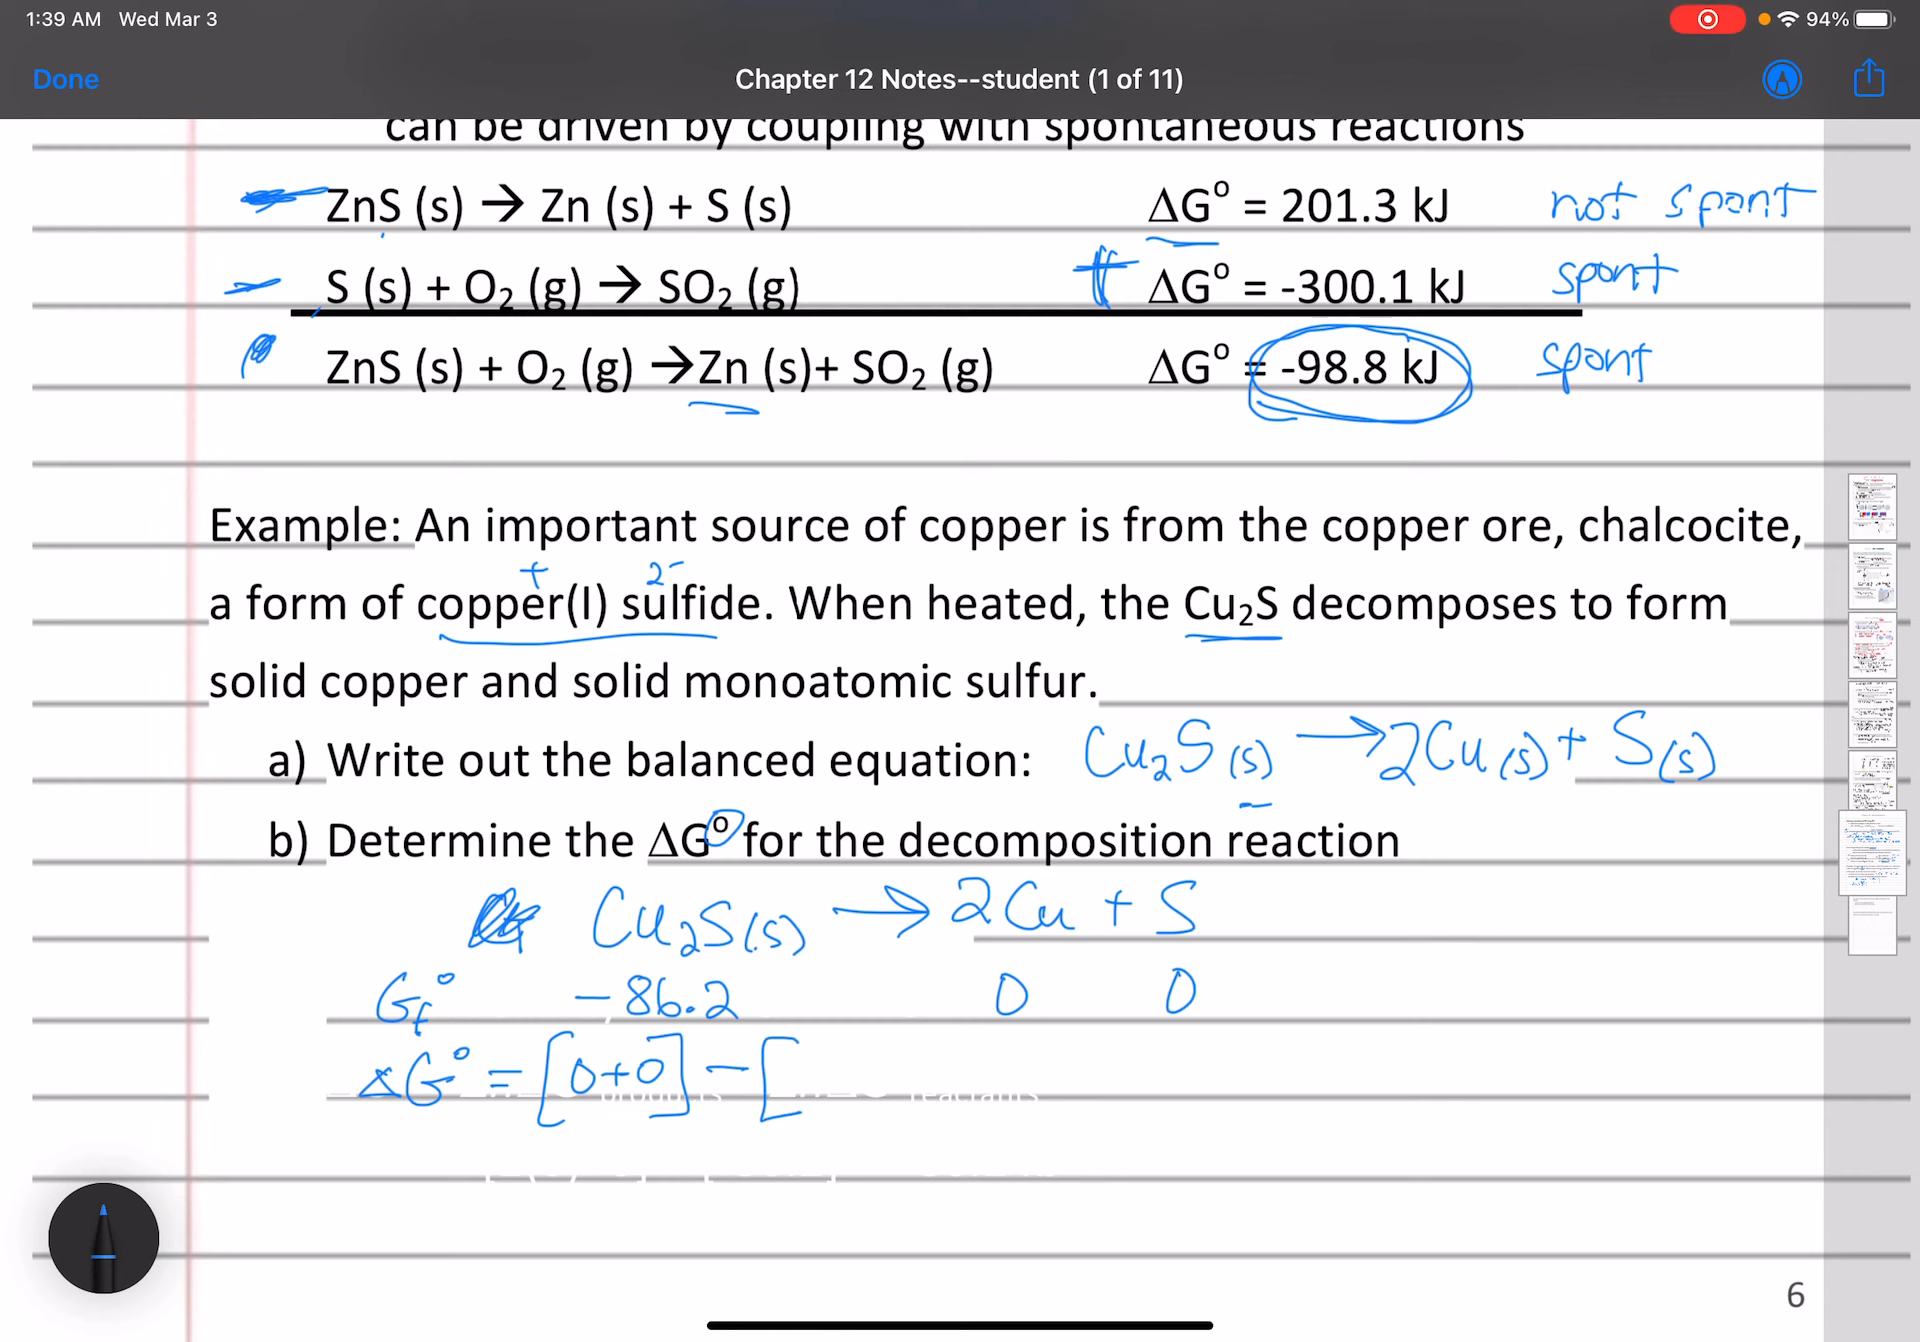 1:39 AM Wed Mar 3 94%
Done Chapter 12 Notes--student (1 of 11)
can be driven by coupling with spontaneous reactions
ZnS (s) → Zn (s) + S (s) ΔG° = 201.3 kJ not spont
S (s) + O₂ (g) → SO₂ (g) ΔG° = -300.1 kJ spont
ZnS (s) + O₂ (g) →Zn (s)+ SO₂ (g) ΔG° = -98.8 kJ spont
Example: An important source of copper is from the copper ore, chalcocite,
+ 2-
a form of copper(I) sulfide. When heated, the Cu₂S decomposes to form
solid copper and solid monoatomic sulfur.
a) Write out the balanced equation: Cu₂S (s) → 2Cu (s) + S (s)
b) Determine the ΔG° for the decomposition reaction
Cu₂S (s) → 2Cu + S
Gf° -86.2 0 0
ΔG° = [0+0] - [
6